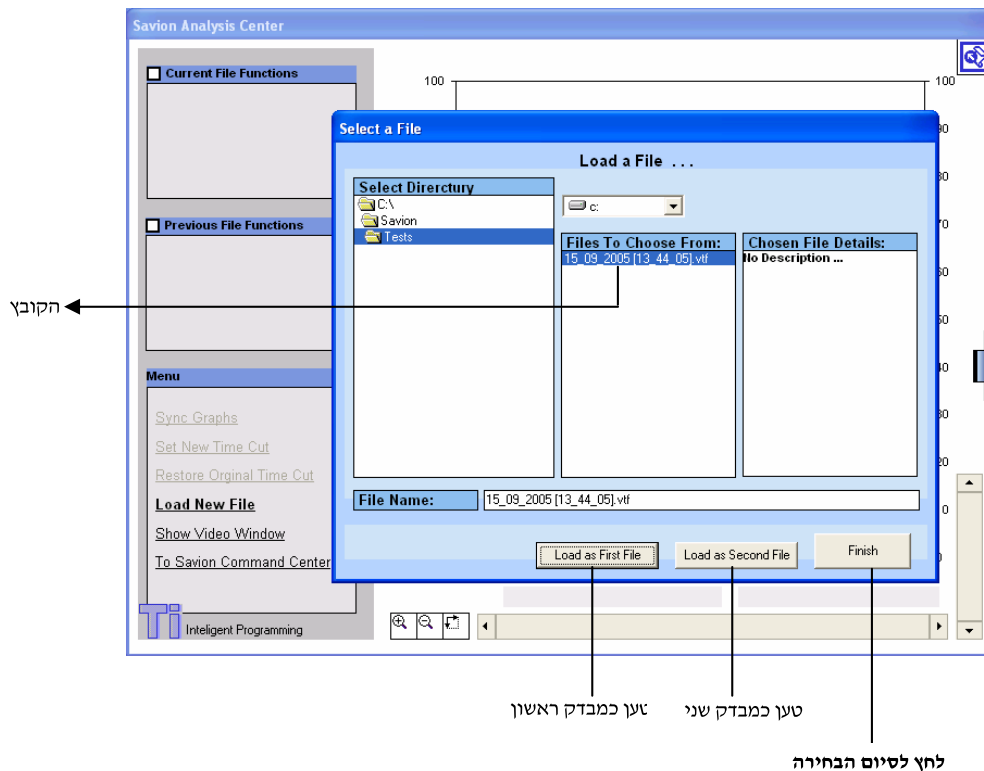 Savion Analysis Center
Current File Functions
100
100
Select a File
Load a File ...
Select Direrctury
C:\
Savion
Tests
c:
Files To Choose From:
15_09_2005 [13_44_05].vtf
Chosen File Details:
No Description ...
Previous File Functions
הקובץ
Menu
Sync Graphs
Set New Time Cut
Restore Orginal Time Cut
Load New File
Show Video Window
To Savion Command Center
File Name:
15_09_2005 [13_44_05].vtf
Load as First File
Load as Second File
Finish
Ti Inteligent Programming
טען כמבדק ראשון
טען כמבדק שני
לחץ לסיום הבחירה